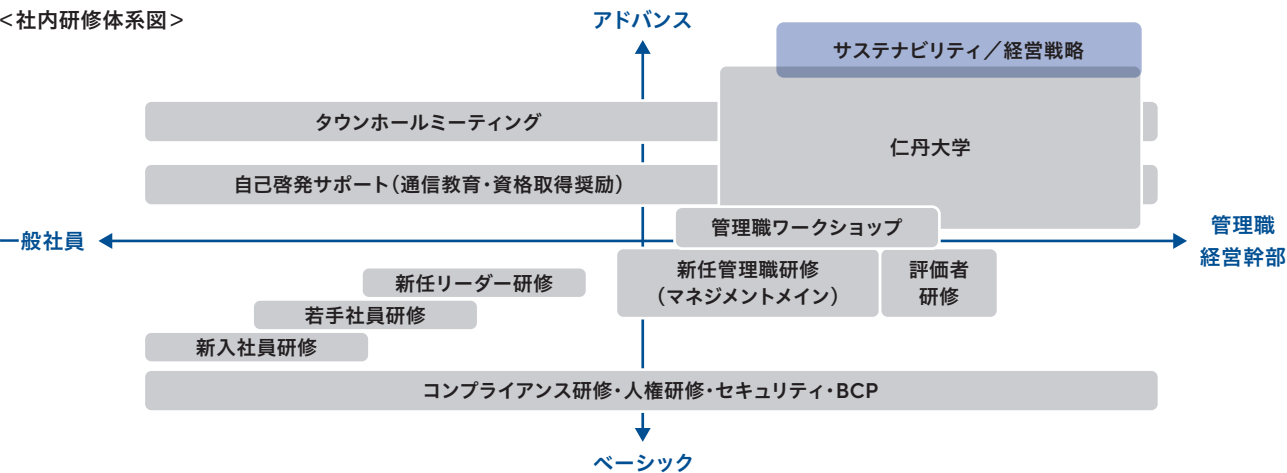 <社内研修体系図>
アドバンス
サステナビリティ／経営戦略
タウンホールミーティング
仁丹大学
自己啓発サポート(通信教育・資格取得奨励)
管理職ワークショップ
一般社員
管理職
経営幹部
新任管理職研修
(マネジメントメイン)
評価者
研修
新任リーダー研修
若手社員研修
新入社員研修
コンプライアンス研修・人権研修・セキュリティ・BCP
ベーシック